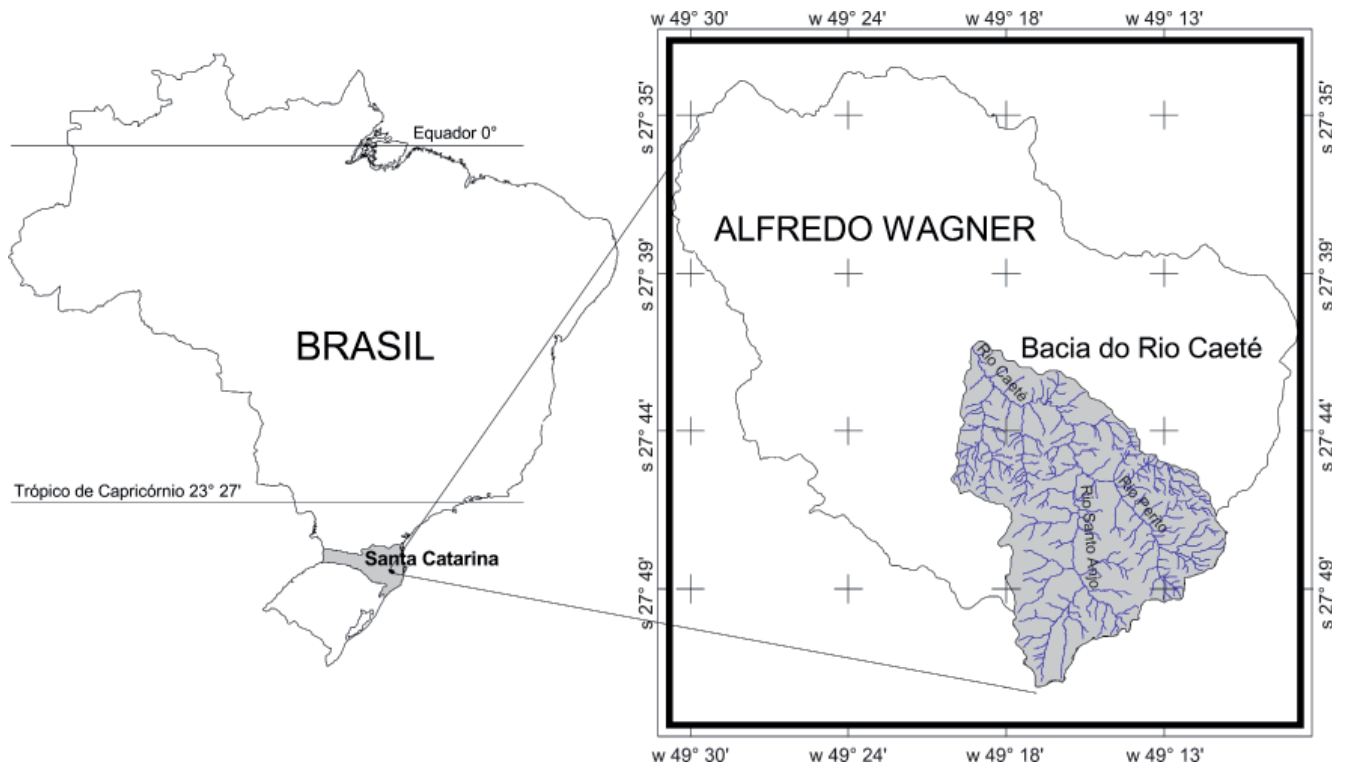 w 49° 30'
w 49° 24'
w 49° 18'
w 49° 13'
Equador 0°
BRASIL
Trópico de Capricórnio 23° 27'
Santa Catarina
s 27° 35'
s 27° 39'
s 27° 44'
s 27° 49'
ALFREDO WAGNER
Bacia do Rio Caeté
Rio Caeté
Rio Santo Anjo
Rio Perito
s 27° 35'
s 27° 39'
s 27° 44'
s 27° 49'
w 49° 30'
w 49° 24'
w 49° 18'
w 49° 13'